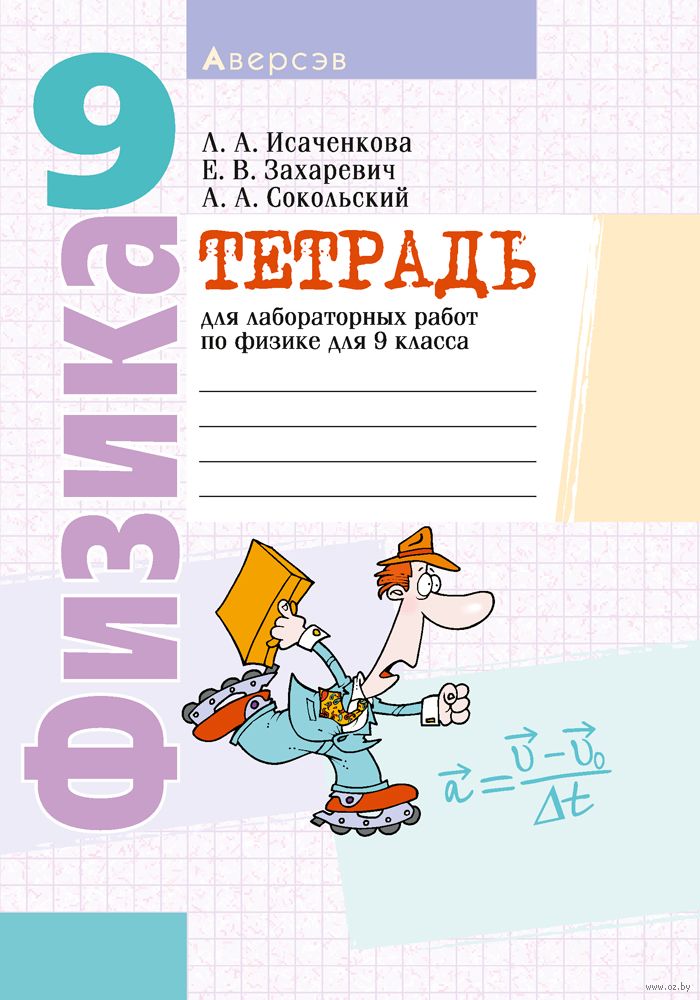 Аверсэв
Физика 9
Л. А. Исаченкова
Е. В. Захаревич
А. А. Сокольский
ТЕТРАДЬ
для лабораторных работ
по физике для 9 класса
a⃗ = (υ⃗ − υ⃗₀) / Δt
www.oz.by